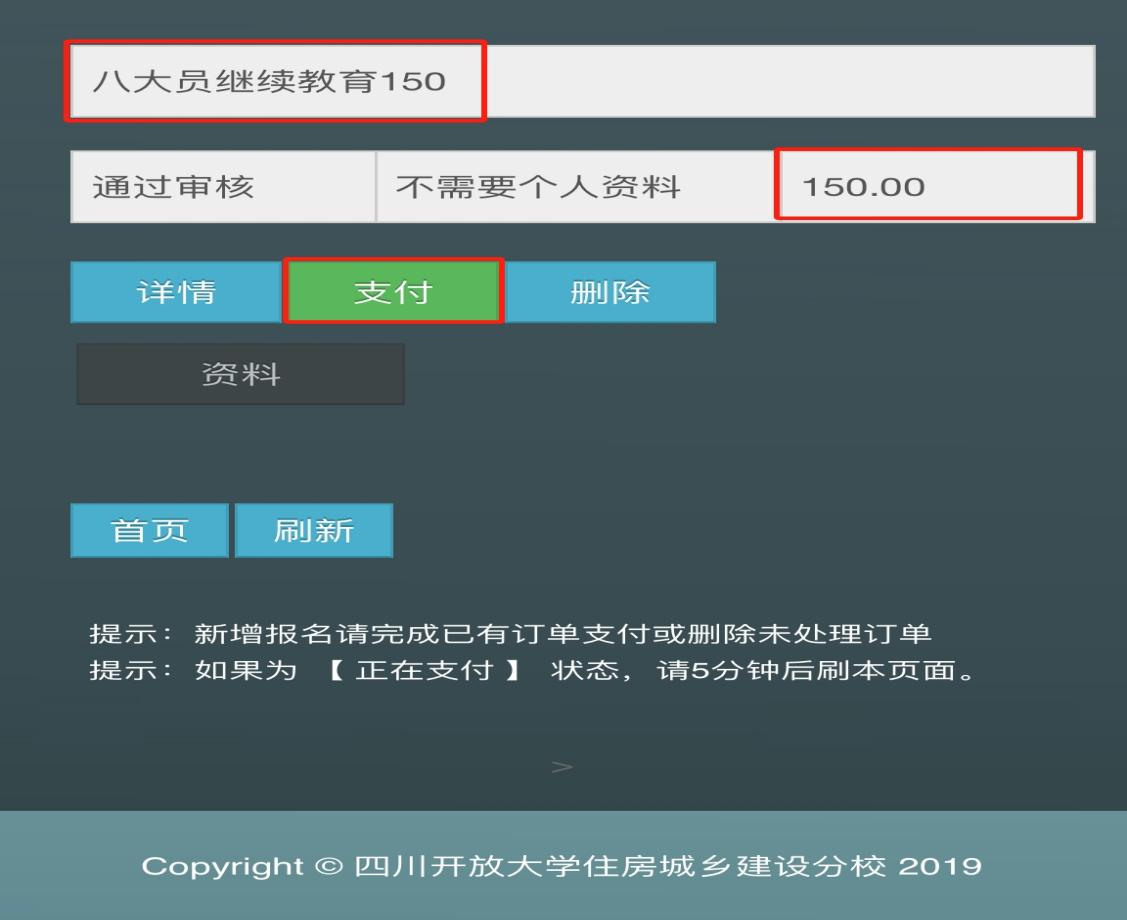 八大员继续教育150
通过审核 不需要个人资料 150.00
详情 支付 删除
资料
首页 刷新
提示： 新增报名请完成已有订单支付或删除未处理订单
提示： 如果为 【 正在支付 】 状态，请5分钟后刷本页面。
>
Copyright © 四川开放大学住房城乡建设分校 2019